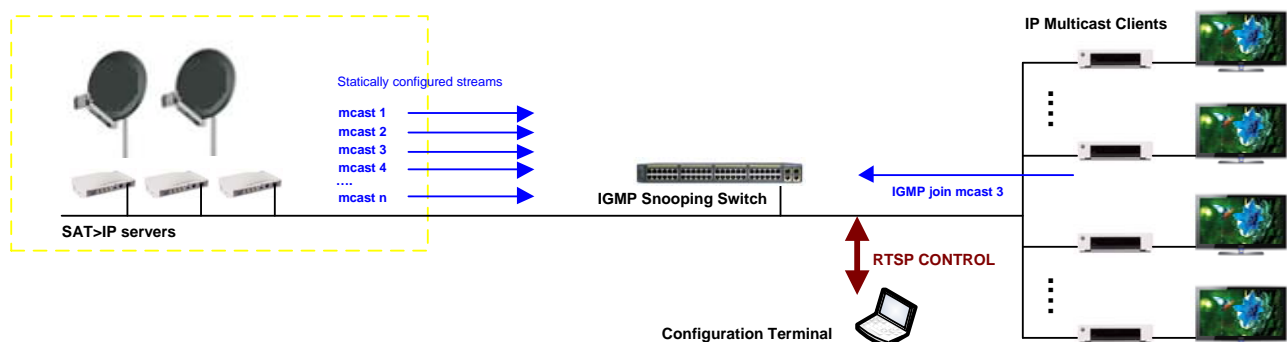 IP Multicast Clients
Statically configured streams
mcast 1
mcast 2
mcast 3
mcast 4
....
mcast n
IGMP Snooping Switch
IGMP join mcast 3
SAT>IP servers
RTSP CONTROL
Configuration Terminal